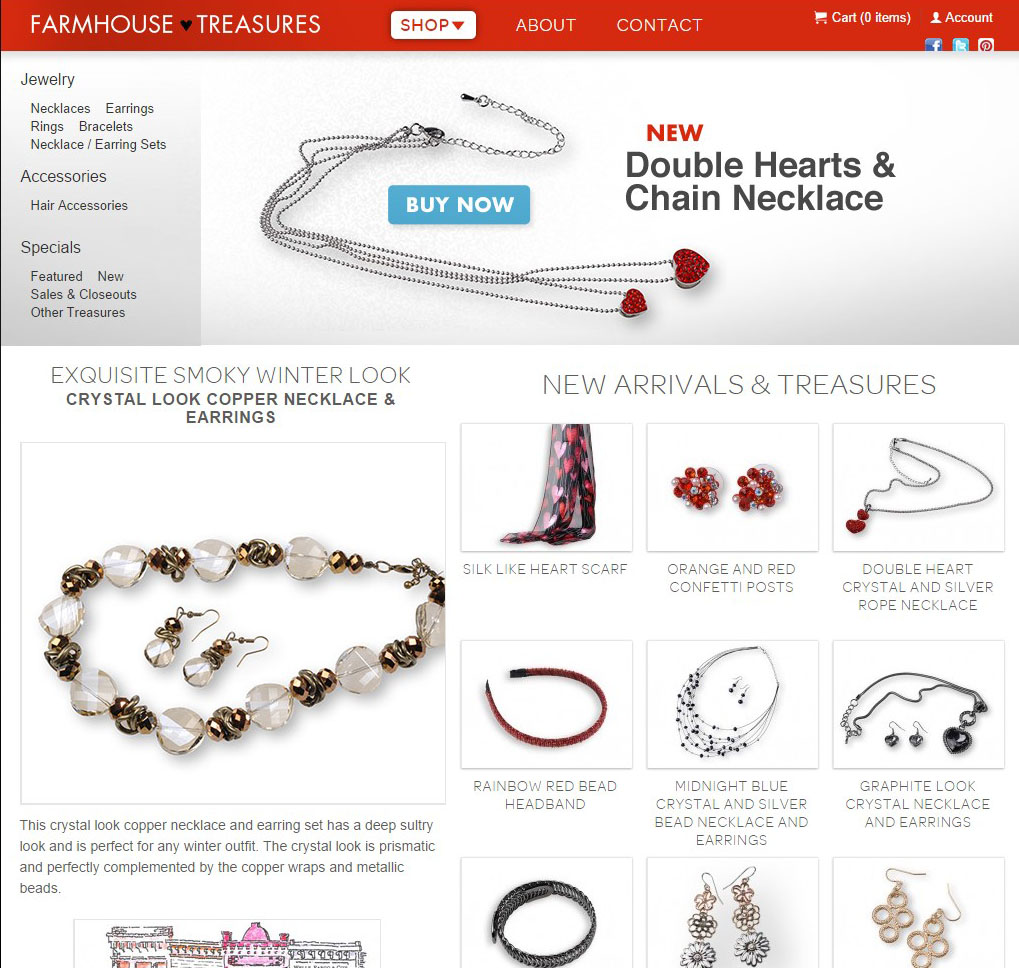 FARMHOUSE ♥ TREASURES
SHOP▼
ABOUT
CONTACT
Cart (0 items)
Account
Jewelry
Necklaces Earrings
Rings Bracelets
Necklace / Earring Sets
Accessories
Hair Accessories
Specials
Featured New
Sales & Closeouts
Other Treasures
BUY NOW
NEW
Double Hearts &
Chain Necklace
EXQUISITE SMOKY WINTER LOOK
CRYSTAL LOOK COPPER NECKLACE &
EARRINGS
This crystal look copper necklace and earring set has a deep sultry
look and is perfect for any winter outfit. The crystal look is prismatic
and perfectly complemented by the copper wraps and metallic
beads.
NEW ARRIVALS & TREASURES
SILK LIKE HEART SCARF
ORANGE AND RED
CONFETTI POSTS
DOUBLE HEART
CRYSTAL AND SILVER
ROPE NECKLACE
RAINBOW RED BEAD
HEADBAND
MIDNIGHT BLUE
CRYSTAL AND SILVER
BEAD NECKLACE AND
EARRINGS
GRAPHITE LOOK
CRYSTAL NECKLACE
AND EARRINGS